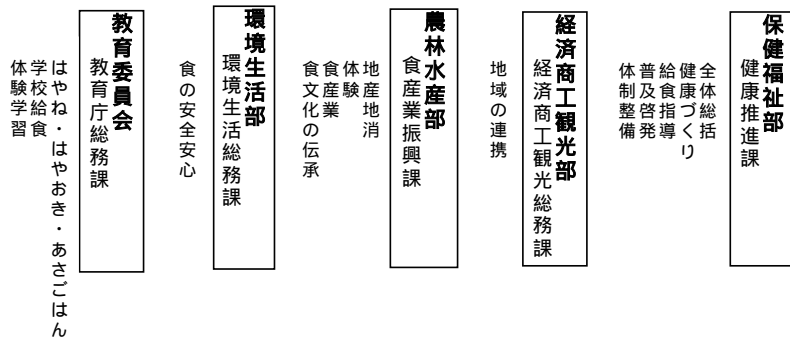 保健福祉部
健康推進課
全体総括
健康づくり
給食指導
普及啓発
体制整備
経済商工観光部
経済商工観光総務課
地域の連携
農林水産部
食産業振興課
地産地消
体験
食産業
食文化の伝承
環境生活部
環境生活総務課
食の安全安心
教育委員会
教育庁総務課
はやね・はやおき・あさごはん
学校給食
体験学習